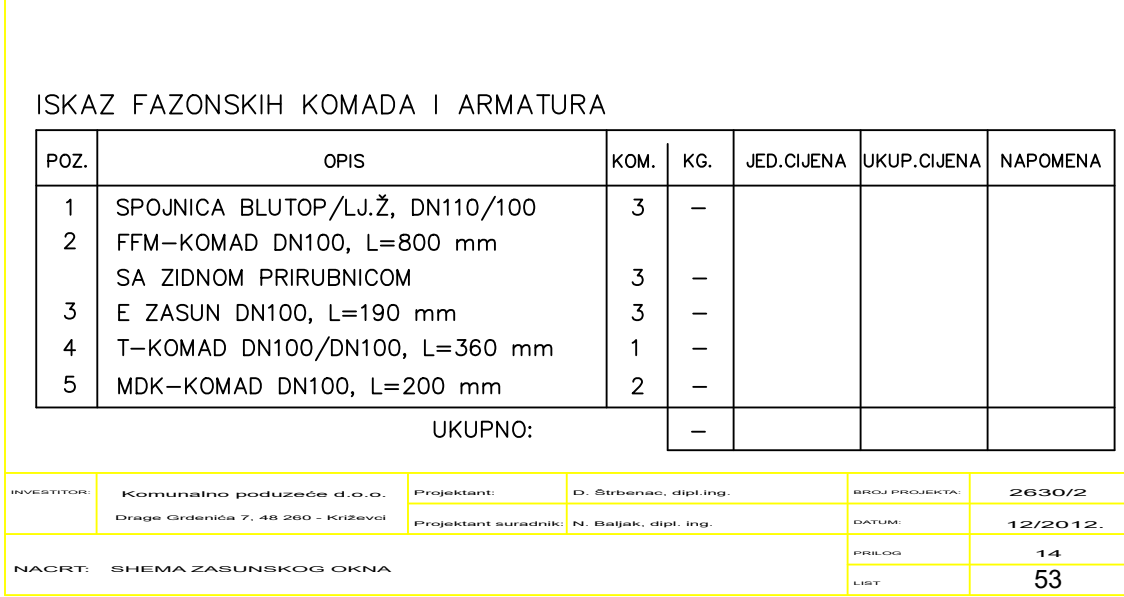 ISKAZ FAZONSKIH KOMADA I ARMATURA
POZ. OPIS KOM. KG. JED.CIJENA UKUP.CIJENA NAPOMENA
1 SPOJNICA BLUTOP/LJ.Ž, DN110/100 3 –
2 FFM–KOMAD DN100, L=800 mm
SA ZIDNOM PRIRUBNICOM 3 –
3 E ZASUN DN100, L=190 mm 3 –
4 T–KOMAD DN100/DN100, L=360 mm 1 –
5 MDK–KOMAD DN100, L=200 mm 2 –
UKUPNO: –
INVESTITOR: Komunalno poduzeće d.o.o. Projektant: D. Štrbenac, dipl.ing. BROJ PROJEKTA: 2630/2
Drage Grdenića 7, 48 260 - Križevci Projektant suradnik: N. Baljak, dipl. ing. DATUM: 12/2012.
PRILOG 14
NACRT: SHEMA ZASUNSKOG OKNA
LIST 53